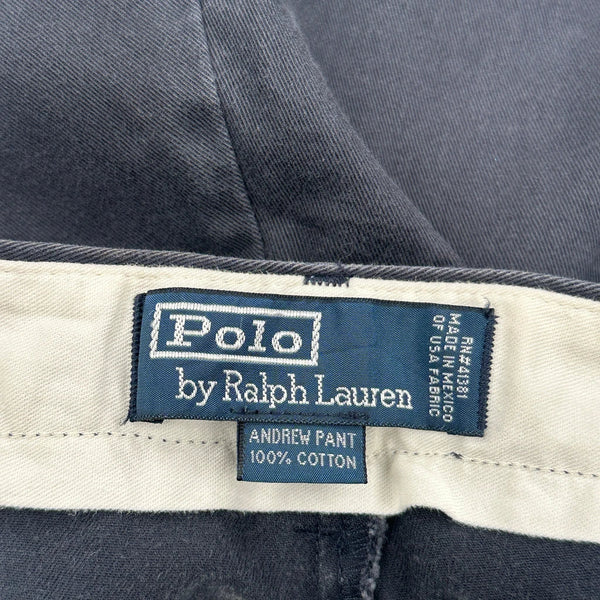 Polo
by Ralph Lauren
RN#41381
MADE IN MEXICO
OF USA FABRIC
ANDREW PANT
100% COTTON